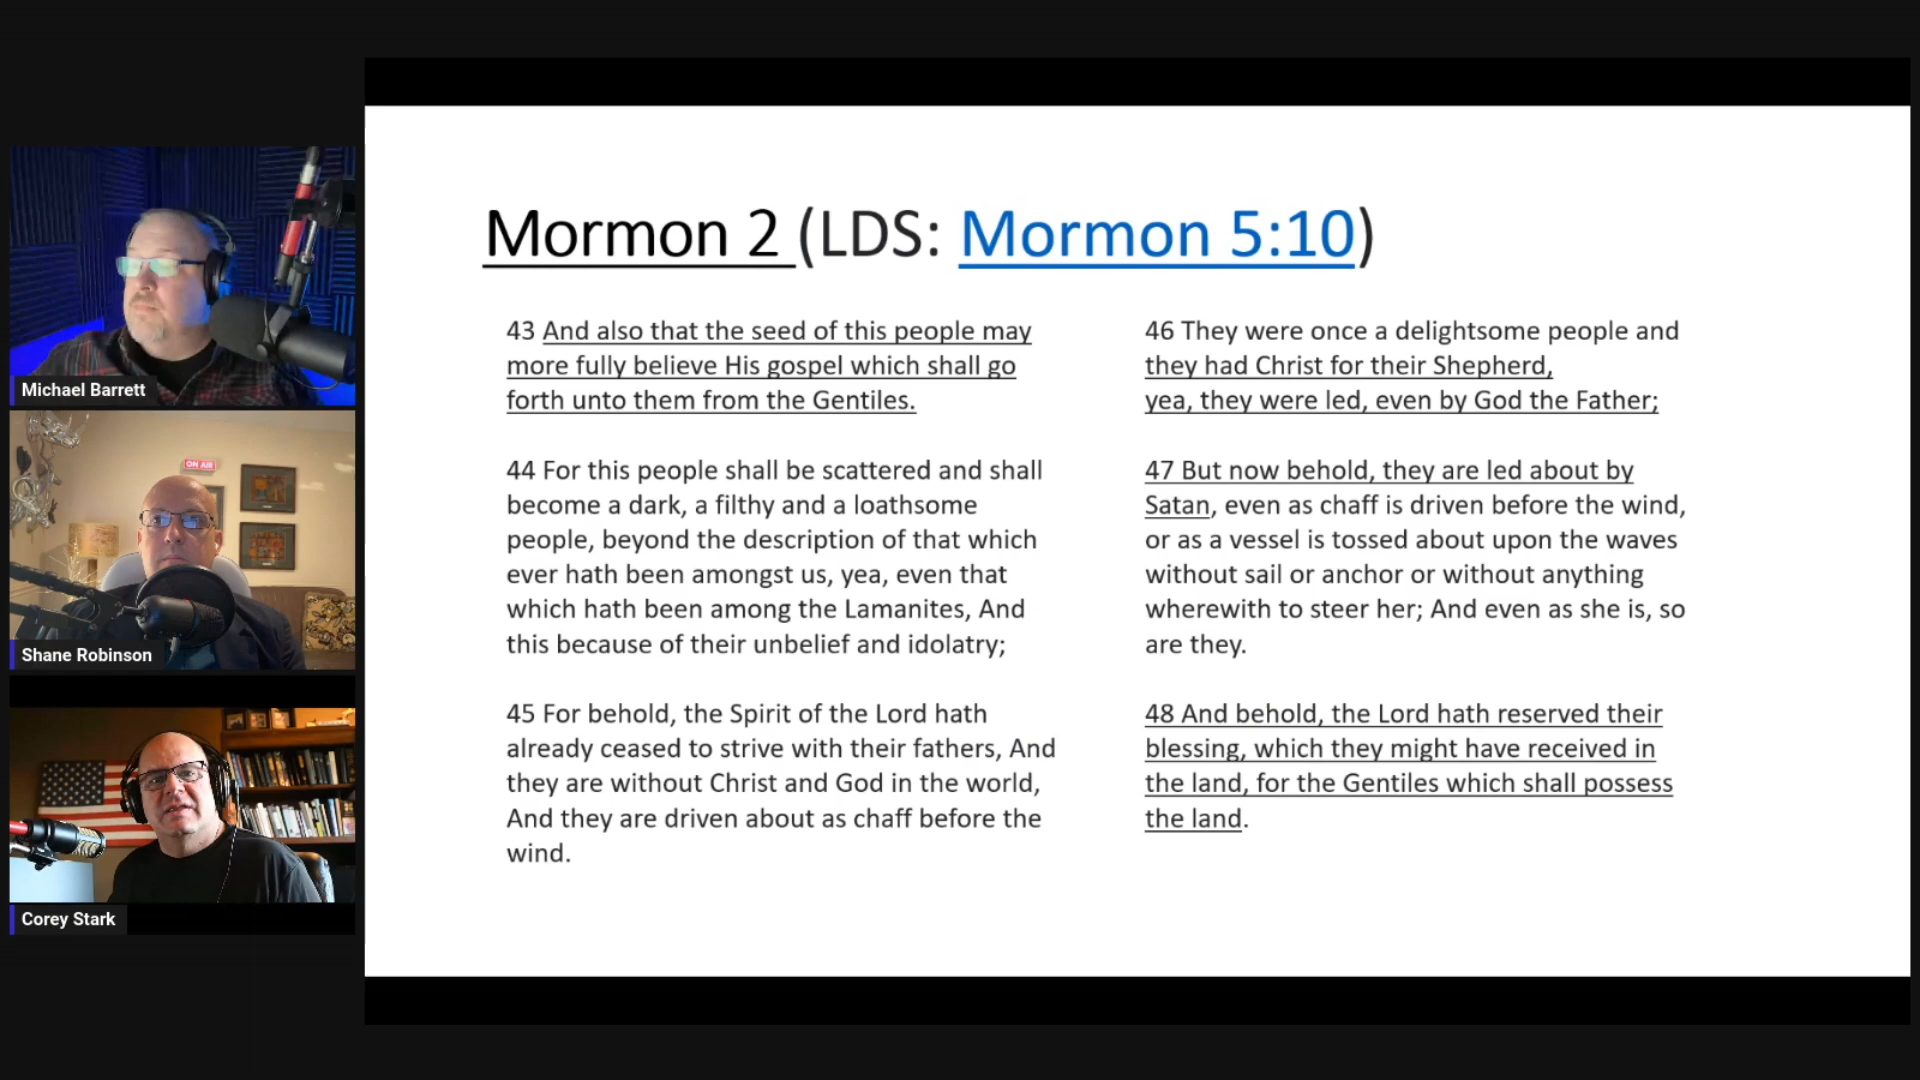 Mormon 2 (LDS: Mormon 5:10)
43 And also that the seed of this people may
more fully believe His gospel which shall go
forth unto them from the Gentiles.
44 For this people shall be scattered and shall
become a dark, a filthy and a loathsome
people, beyond the description of that which
ever hath been amongst us, yea, even that
which hath been among the Lamanites, And
this because of their unbelief and idolatry;
45 For behold, the Spirit of the Lord hath
already ceased to strive with their fathers, And
they are without Christ and God in the world,
And they are driven about as chaff before the
wind.
46 They were once a delightsome people and
they had Christ for their Shepherd,
yea, they were led, even by God the Father;
47 But now behold, they are led about by
Satan, even as chaff is driven before the wind,
or as a vessel is tossed about upon the waves
without sail or anchor or without anything
wherewith to steer her; And even as she is, so
are they.
48 And behold, the Lord hath reserved their
blessing, which they might have received in
the land, for the Gentiles which shall possess
the land.
Michael Barrett
ON AIR
Shane Robinson
Corey Stark